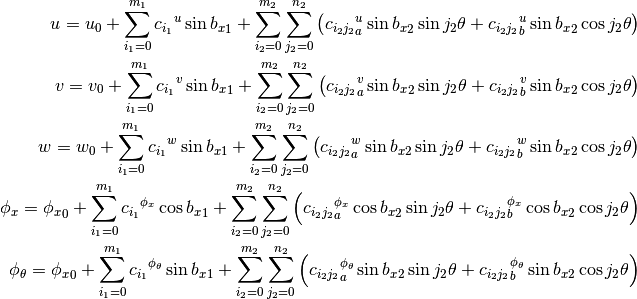 u = u_0 + \sum_{i_1=0}^{m_1} {c_{i_1}}^{u} \sin b_{x1} + \sum_{i_2=0}^{m_2} \sum_{j_2=0}^{n_2} \left( {c_{i_2 j_2}}_a^u \sin b_{x2} \sin j_2\theta + {c_{i_2 j_2}}_b^u \sin b_{x2} \cos j_2\theta \right)
v = v_0 + \sum_{i_1=0}^{m_1} {c_{i_1}}^{v} \sin b_{x1} + \sum_{i_2=0}^{m_2} \sum_{j_2=0}^{n_2} \left( {c_{i_2 j_2}}_a^v \sin b_{x2} \sin j_2\theta + {c_{i_2 j_2}}_b^v \sin b_{x2} \cos j_2\theta \right)
w = w_0 + \sum_{i_1=0}^{m_1} {c_{i_1}}^{w} \sin b_{x1} + \sum_{i_2=0}^{m_2} \sum_{j_2=0}^{n_2} \left( {c_{i_2 j_2}}_a^w \sin b_{x2} \sin j_2\theta + {c_{i_2 j_2}}_b^w \sin b_{x2} \cos j_2\theta \right)
\phi_x = {\phi_x}_0 + \sum_{i_1=0}^{m_1} {c_{i_1}}^{\phi_x} \cos b_{x1} + \sum_{i_2=0}^{m_2} \sum_{j_2=0}^{n_2} \left( {c_{i_2 j_2}}_a^{\phi_x} \cos b_{x2} \sin j_2\theta + {c_{i_2 j_2}}_b^{\phi_x} \cos b_{x2} \cos j_2\theta \right)
\phi_\theta = {\phi_x}_0 + \sum_{i_1=0}^{m_1} {c_{i_1}}^{\phi_\theta} \sin b_{x1} + \sum_{i_2=0}^{m_2} \sum_{j_2=0}^{n_2} \left( {c_{i_2 j_2}}_a^{\phi_\theta} \sin b_{x2} \sin j_2\theta + {c_{i_2 j_2}}_b^{\phi_\theta} \sin b_{x2} \cos j_2\theta \right)